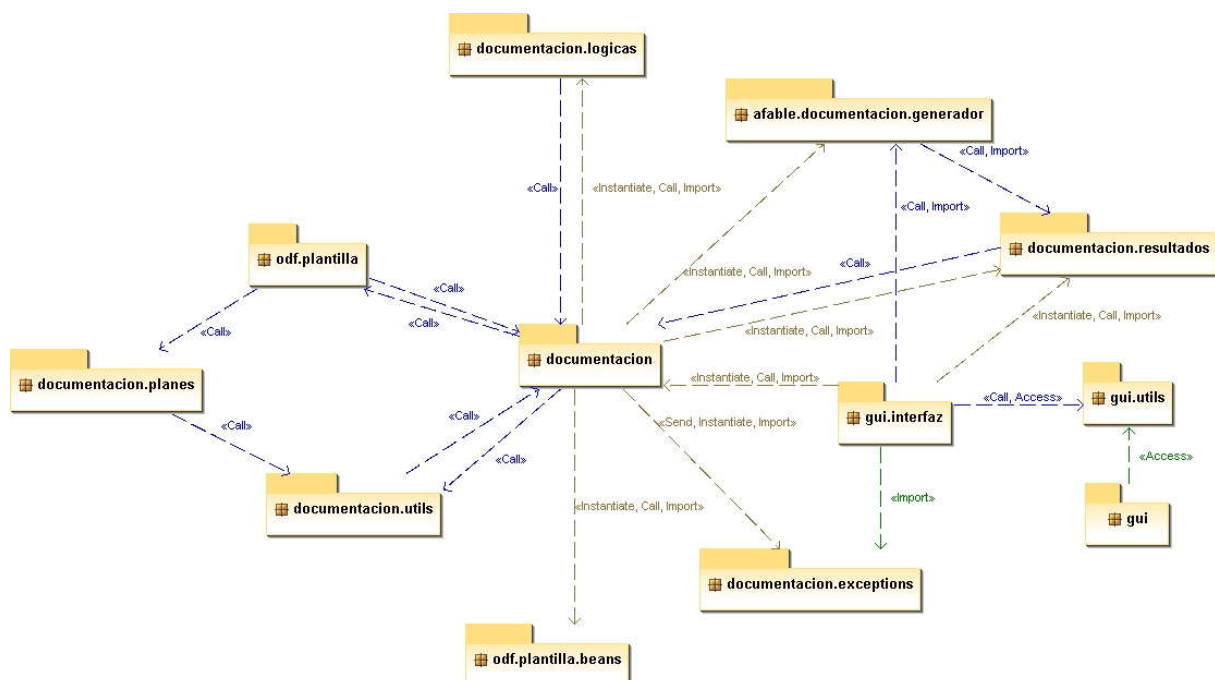 documentacion.logicas
afable.documentacion.generador
«Call, Import»
«Call»
«Instantiate, Call, Import»
«Call, Import»
odf.plantilla
documentacion.resultados
«Call»
«Instantiate, Call, Import»
«Call»
«Call»
«Instantiate, Call, Import»
«Call»
«Instantiate, Call, Import»
documentacion
documentacion.planes
«Instantiate, Call, Import»
gui.utils
«Call, Access»
gui.interfaz
«Call»
«Call»
«Send, Instantiate, Import»
«Access»
«Call»
«Import»
documentacion.utils
«Instantiate, Call, Import»
gui
documentacion.exceptions
odf.plantilla.beans